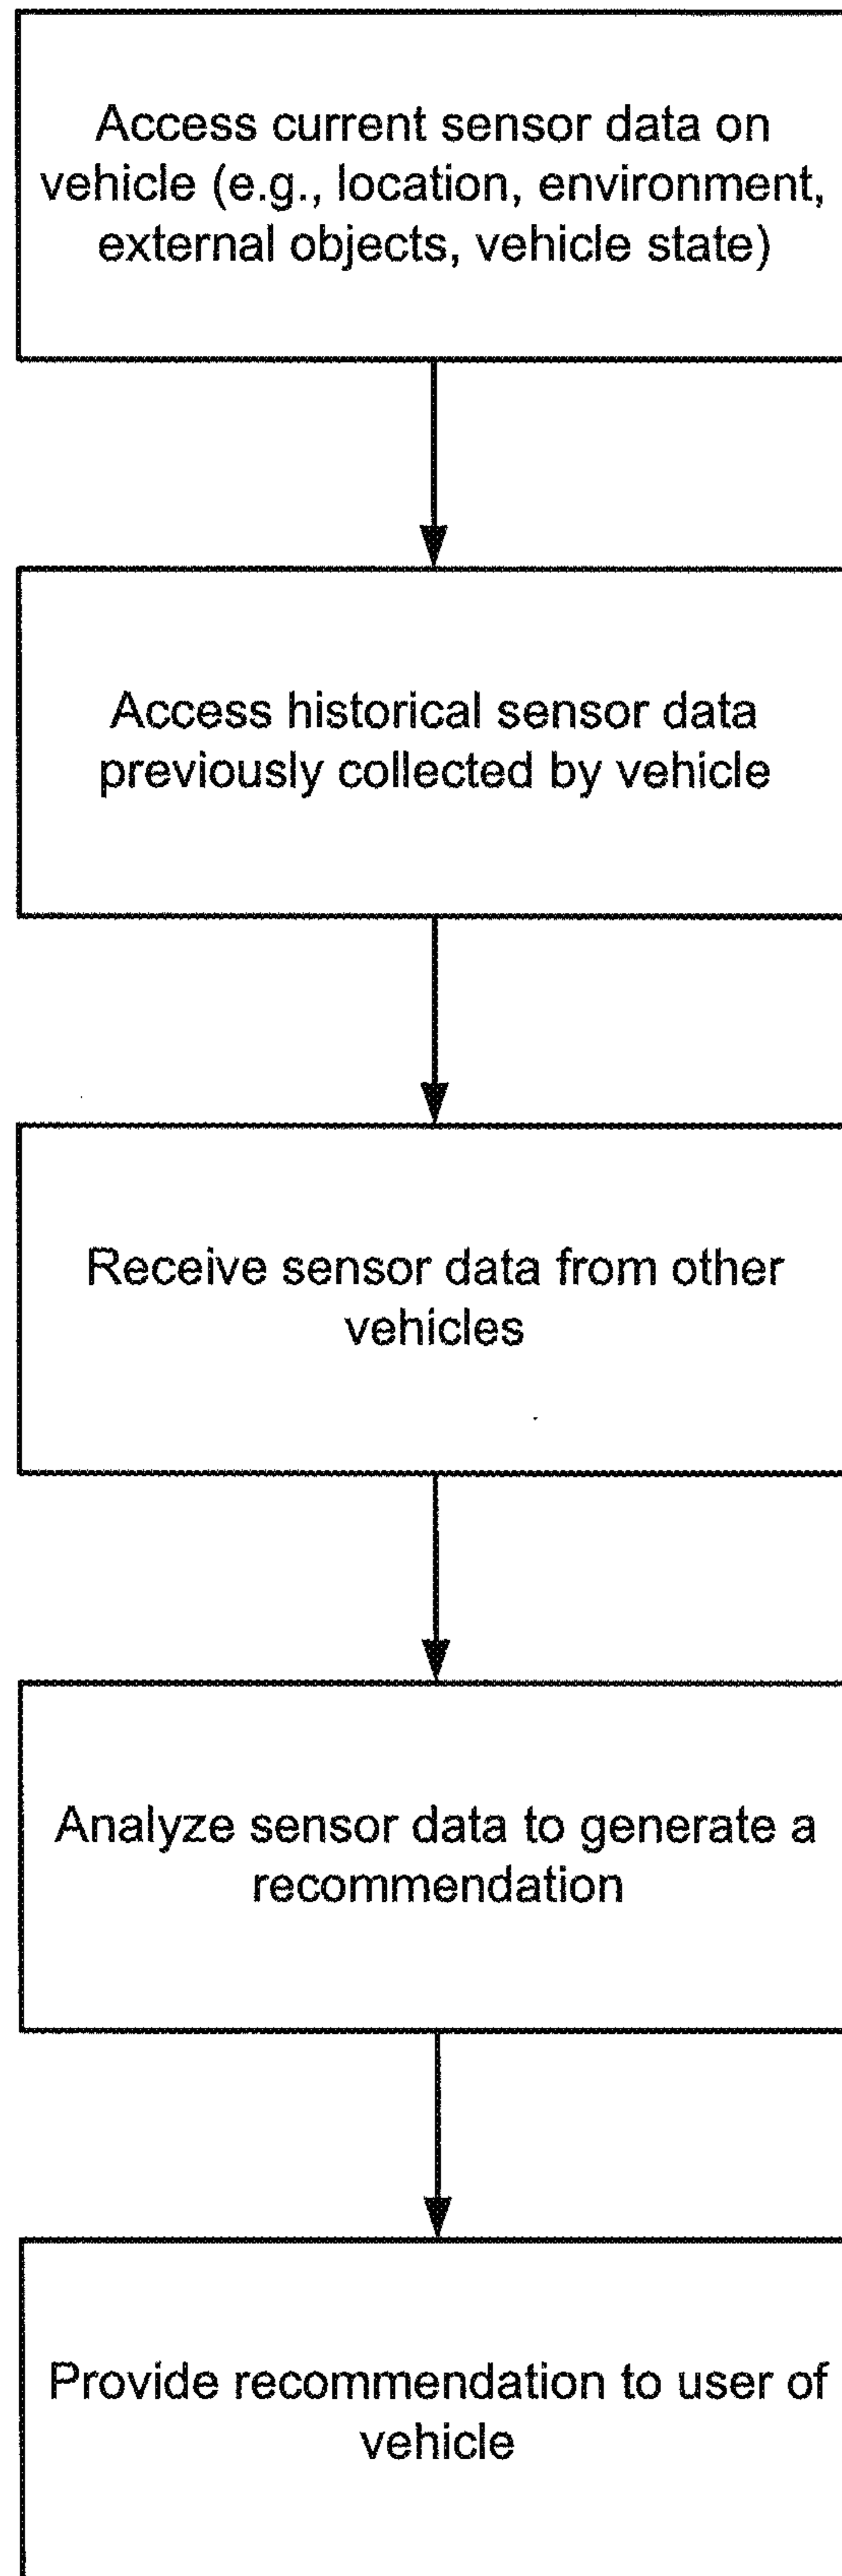 Access current sensor data on
vehicle (e.g., location, environment,
external objects, vehicle state)
Access historical sensor data
previously collected by vehicle
Receive sensor data from other
vehicles
Analyze sensor data to generate a
recommendation
Provide recommendation to user of
vehicle